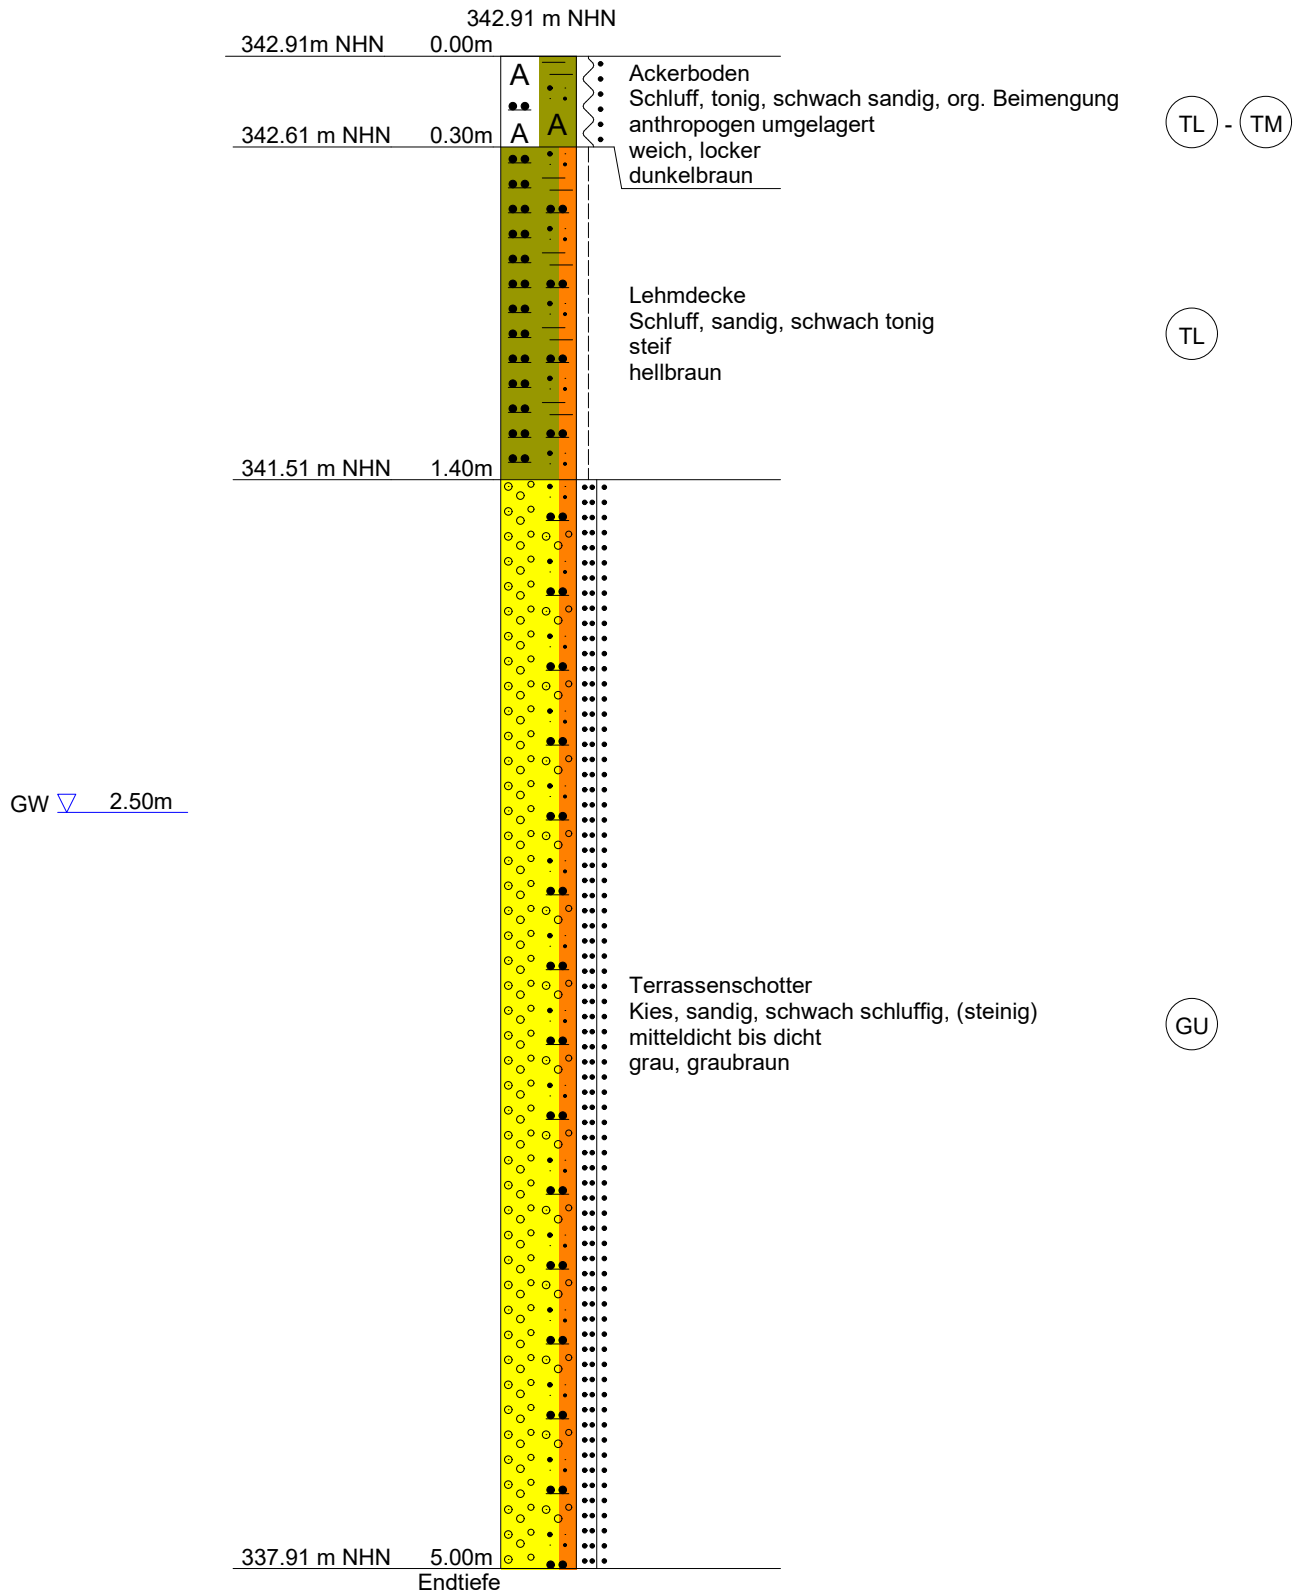 342.91 m NHN
342.91m NHN 0.00m
A
A
A
Ackerboden
Schluff, tonig, schwach sandig, org. Beimengung
anthropogen umgelagert
weich, locker
dunkelbraun
TL - TM
342.61 m NHN 0.30m
Lehmdecke
Schluff, sandig, schwach tonig
steif
hellbraun
TL
341.51 m NHN 1.40m
GW 2.50m
Terrassenschotter
Kies, sandig, schwach schluffig, (steinig)
mitteldicht bis dicht
grau, graubraun
GU
337.91 m NHN 5.00m
Endtiefe